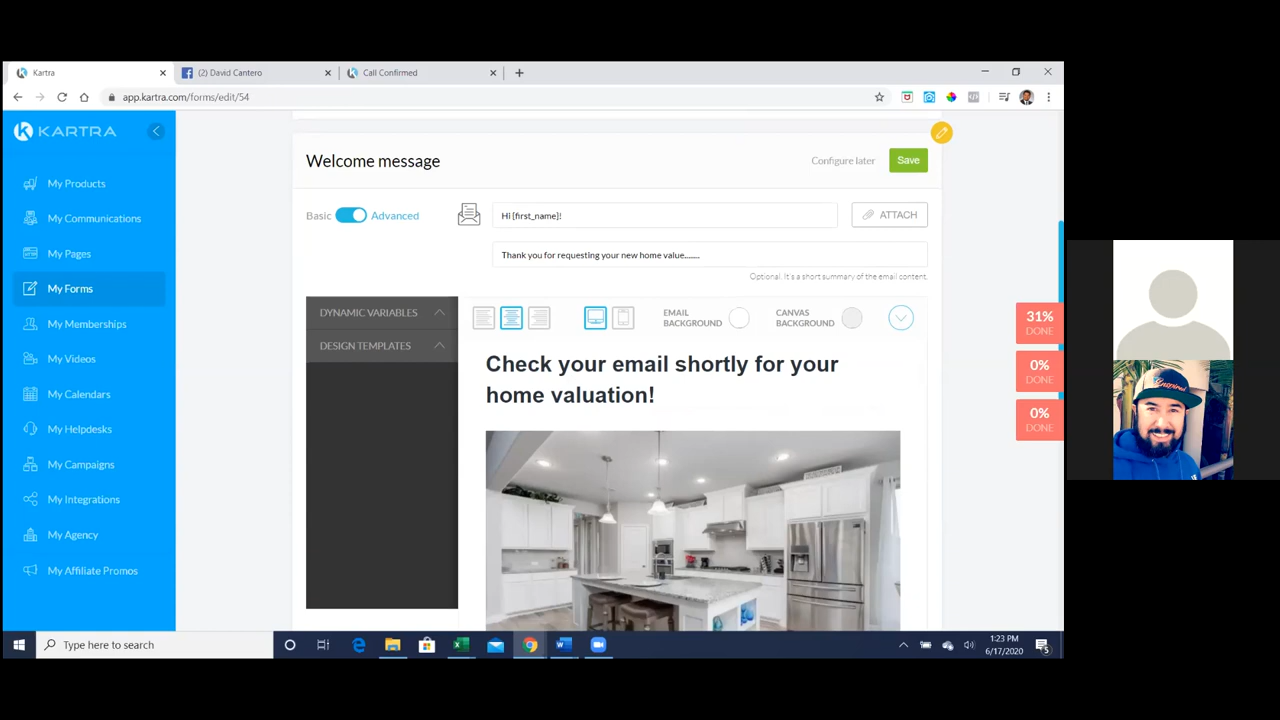 Kartra
(2) David Cantero
Call Confirmed
app.kartra.com/forms/edit/54
KARTRA
My Products
My Communications
My Pages
My Forms
My Memberships
My Videos
My Calendars
My Helpdesks
My Campaigns
My Integrations
My Agency
My Affiliate Promos
Welcome message
Configure later
Save
Basic
Advanced
Hi {first_name}!
ATTACH
Thank you for requesting your new home value.......
Optional. It's a short summary of the email content.
DYNAMIC VARIABLES
DESIGN TEMPLATES
EMAIL
BACKGROUND
CANVAS
BACKGROUND
Check your email shortly for your
home valuation!
31%
DONE
0%
DONE
0%
DONE
Type here to search
1:23 PM
6/17/2020
5